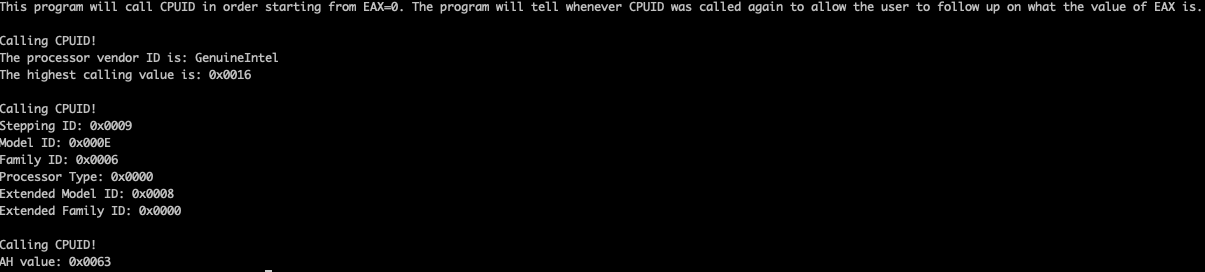 This program will call CPUID in order starting from EAX=0. The program will tell whenever CPUID was called again to allow the user to follow up on what the value of EAX is.
Calling CPUID!
The processor vendor ID is: GenuineIntel
The highest calling value is: 0x0016
Calling CPUID!
Stepping ID: 0x0009
Model ID: 0x000E
Family ID: 0x0006
Processor Type: 0x0000
Extended Model ID: 0x0008
Extended Family ID: 0x0000
Calling CPUID!
AH value: 0x0063